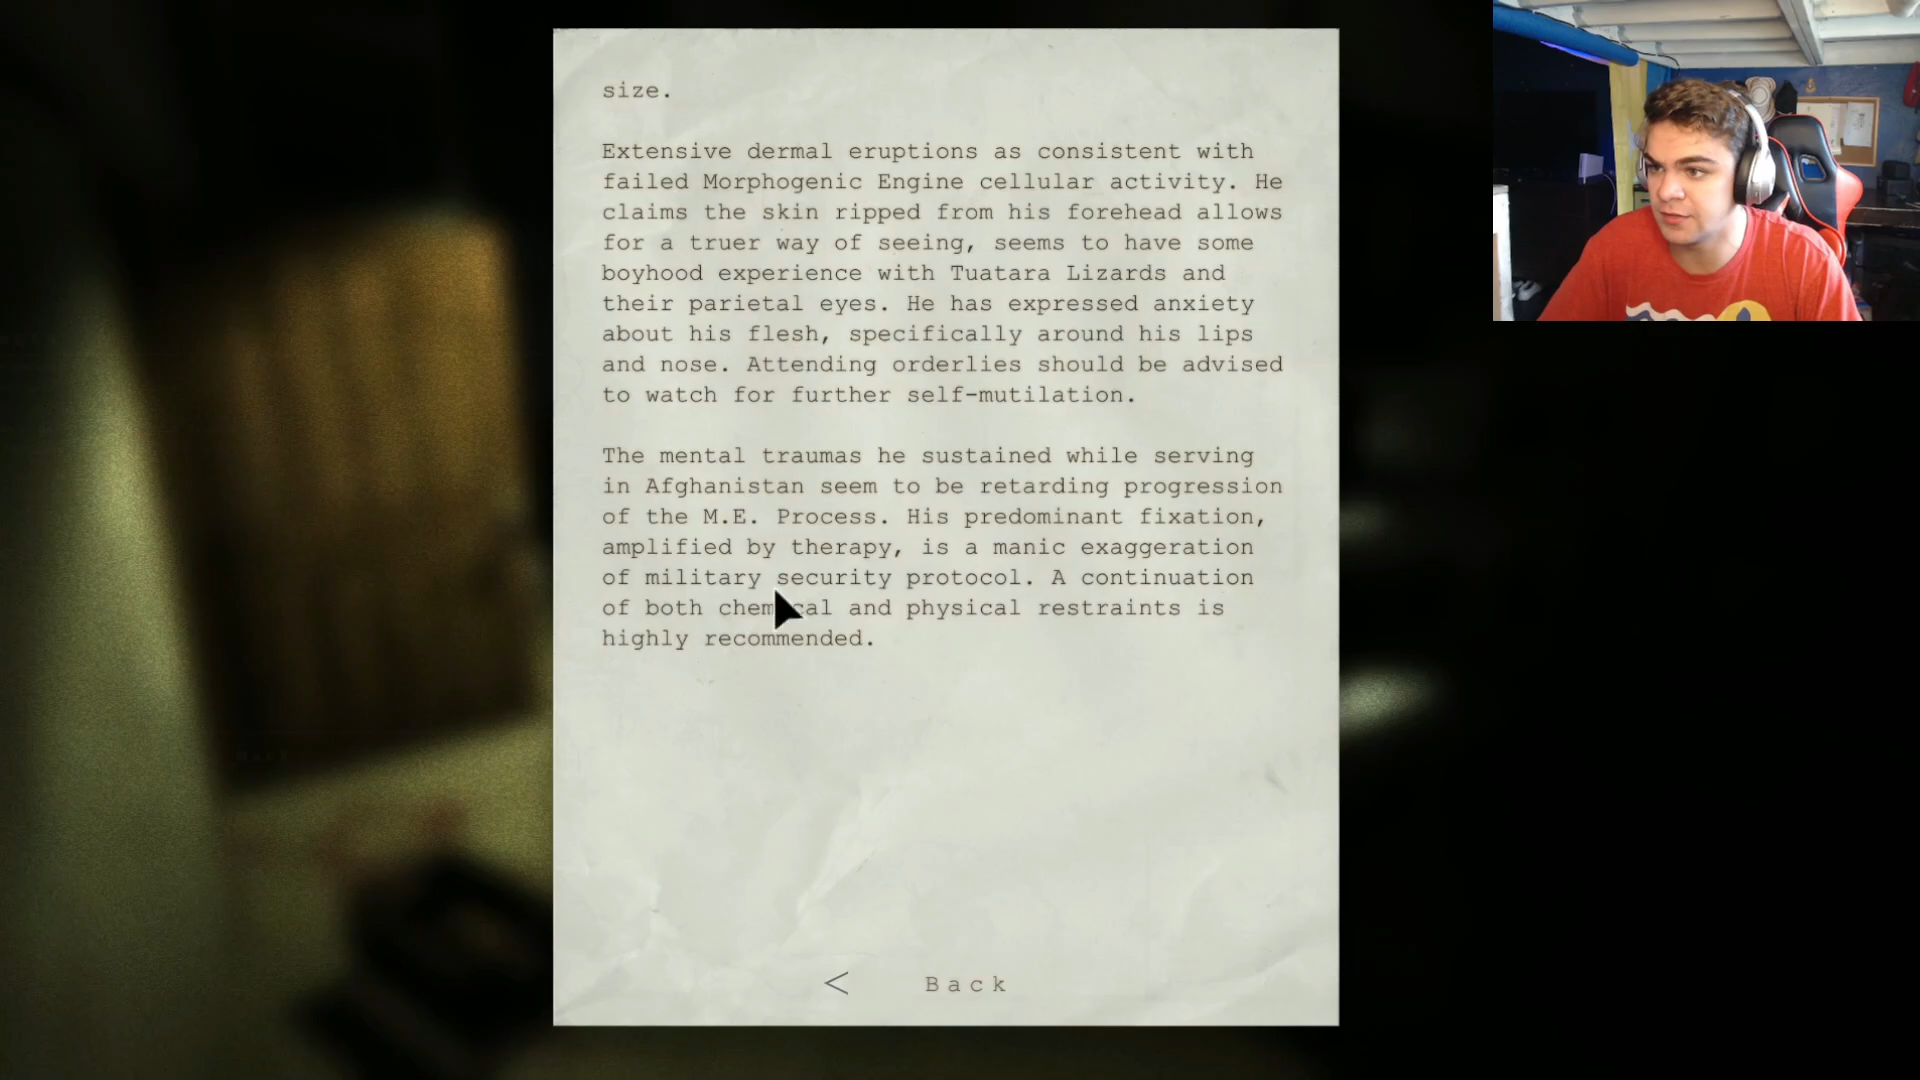 size.
Extensive dermal eruptions as consistent with
failed Morphogenic Engine cellular activity. He
claims the skin ripped from his forehead allows
for a truer way of seeing, seems to have some
boyhood experience with Tuatara Lizards and
their parietal eyes. He has expressed anxiety
about his flesh, specifically around his lips
and nose. Attending orderlies should be advised
to watch for further self-mutilation.
The mental traumas he sustained while serving
in Afghanistan seem to be retarding progression
of the M.E. Process. His predominant fixation,
amplified by therapy, is a manic exaggeration
of military security protocol. A continuation
of both chemical and physical restraints is
highly recommended.
< Back